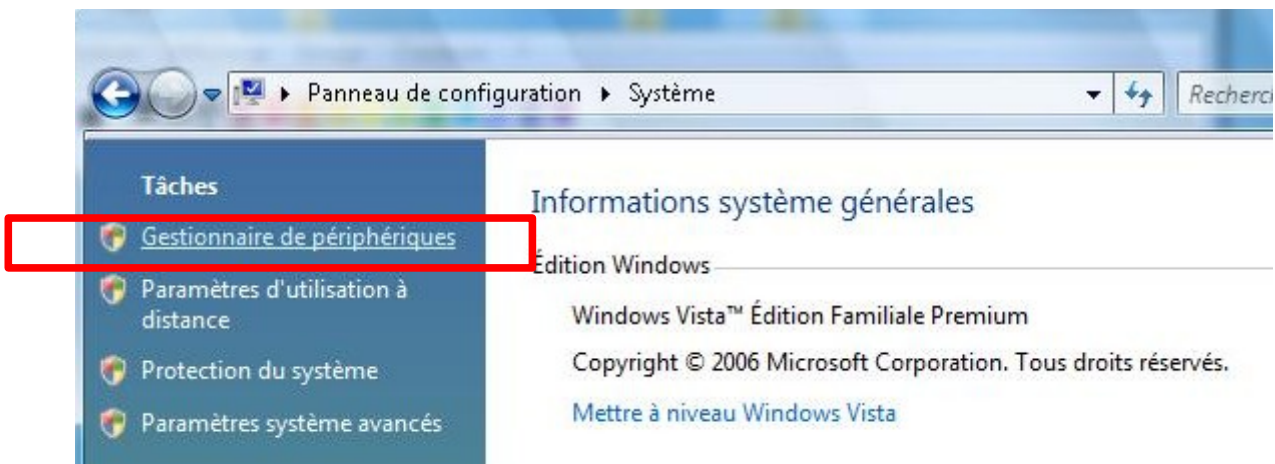 Panneau de configuration Système
Tâches
Gestionnaire de périphériques
Paramètres d'utilisation à
distance
Protection du système
Paramètres système avancés
Informations système générales
Édition Windows
Windows Vista™ Édition Familiale Premium
Copyright © 2006 Microsoft Corporation. Tous droits réservés.
Mettre à niveau Windows Vista